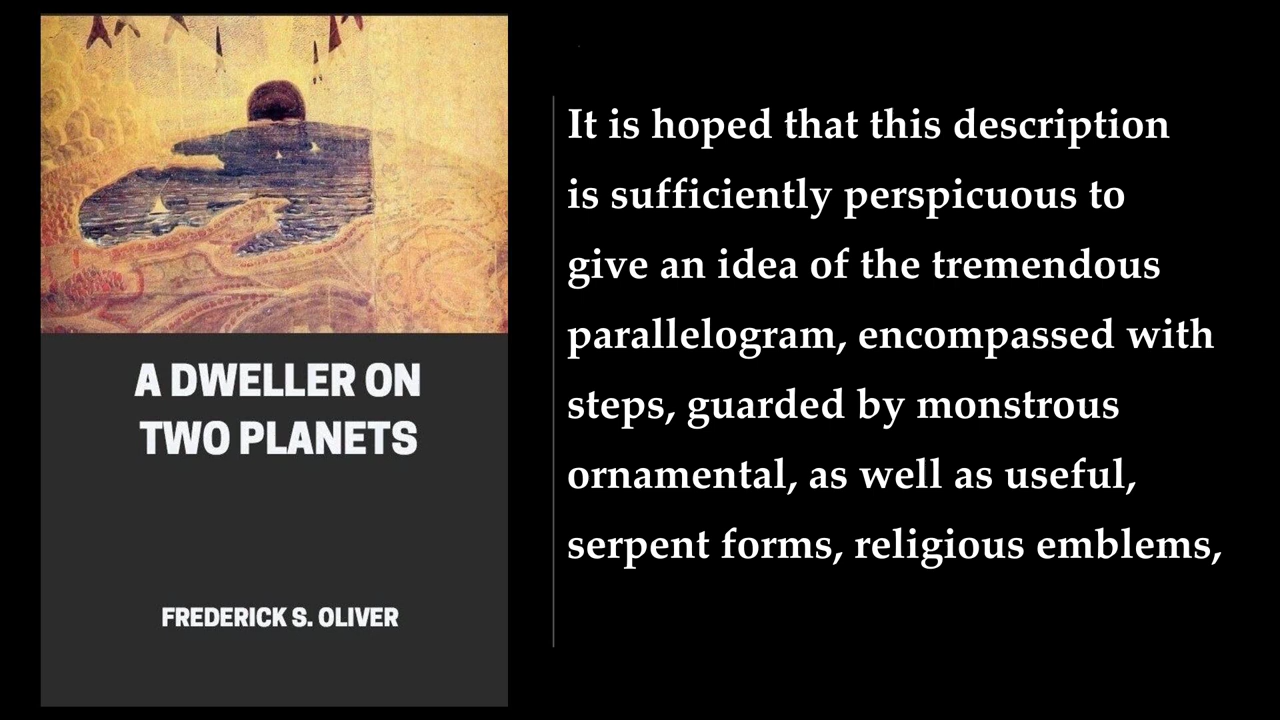 A DWELLER ON
TWO PLANETS
FREDERICK S. OLIVER
It is hoped that this description
is sufficiently perspicuous to
give an idea of the tremendous
parallelogram, encompassed with
steps, guarded by monstrous
ornamental, as well as useful,
serpent forms, religious emblems,